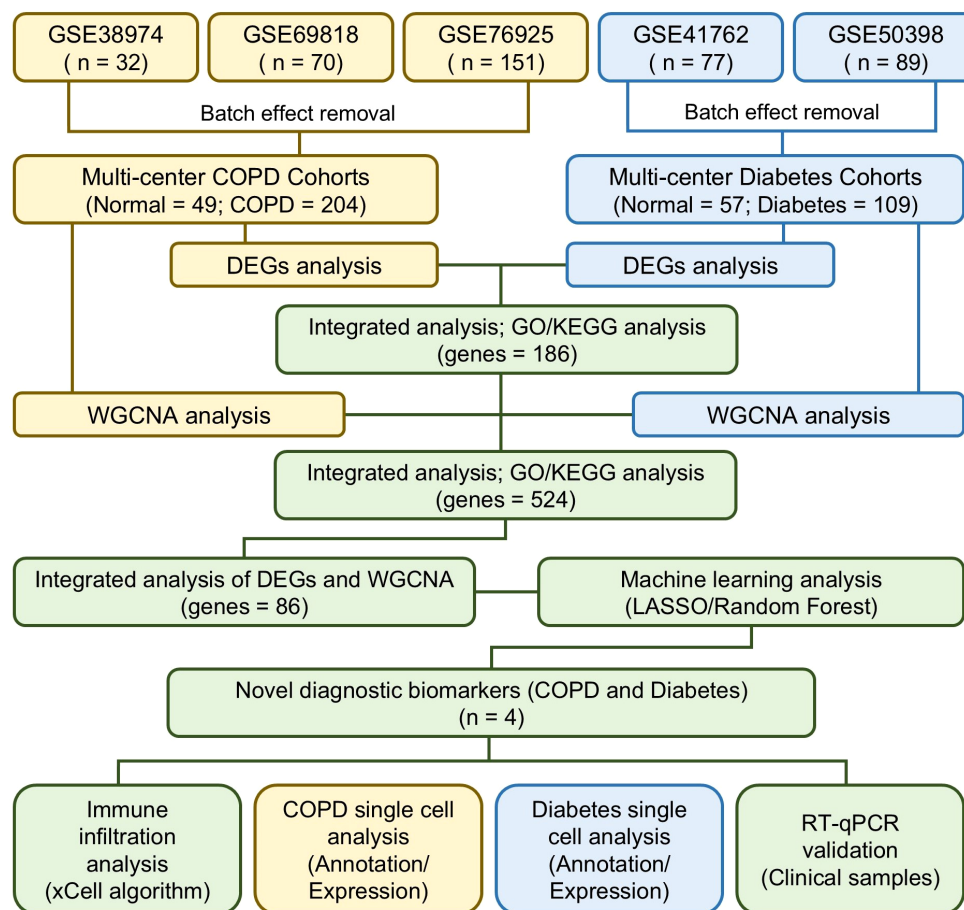 GSE38974
( n = 32)
GSE69818
( n = 70)
GSE76925
( n = 151)
GSE41762
( n = 77)
GSE50398
( n = 89)
Batch effect removal
Batch effect removal
Multi-center COPD Cohorts
(Normal = 49; COPD = 204)
Multi-center Diabetes Cohorts
(Normal = 57; Diabetes = 109)
DEGs analysis
DEGs analysis
Integrated analysis; GO/KEGG analysis
(genes = 186)
WGCNA analysis
WGCNA analysis
Integrated analysis; GO/KEGG analysis
(genes = 524)
Integrated analysis of DEGs and WGCNA
(genes = 86)
Machine learning analysis
(LASSO/Random Forest)
Novel diagnostic biomarkers (COPD and Diabetes)
(n = 4)
Immune
infiltration
analysis
(xCell algorithm)
COPD single cell
analysis
(Annotation/
Expression)
Diabetes single
cell analysis
(Annotation/
Expression)
RT-qPCR
validation
(Clinical samples)